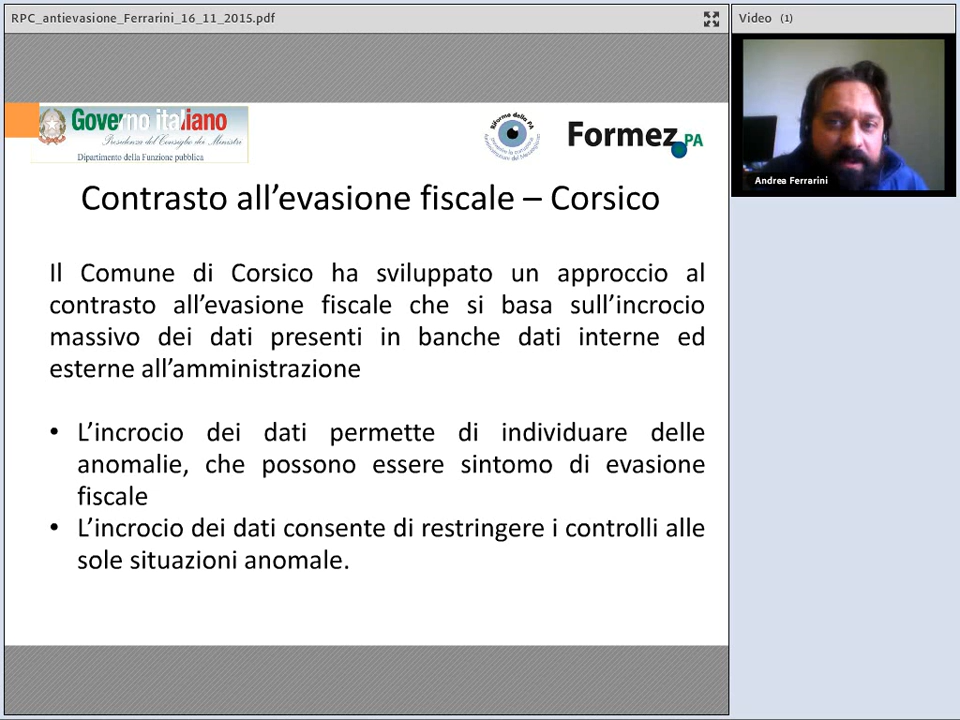 RPC_antievasione_Ferrarini_16_11_2015.pdf
Video (1)
Governo italiano
Presidenza del Consiglio dei Ministri
Dipartimento della Funzione pubblica
Riforme della PA
Formez PA
Andrea Ferrarini
Contrasto all’evasione fiscale – Corsico
Il Comune di Corsico ha sviluppato un approccio al
contrasto all’evasione fiscale che si basa sull’incrocio
massivo dei dati presenti in banche dati interne ed
esterne all’amministrazione
• L’incrocio dei dati permette di individuare delle
anomalie, che possono essere sintomo di evasione
fiscale
• L’incrocio dei dati consente di restringere i controlli alle
sole situazioni anomale.